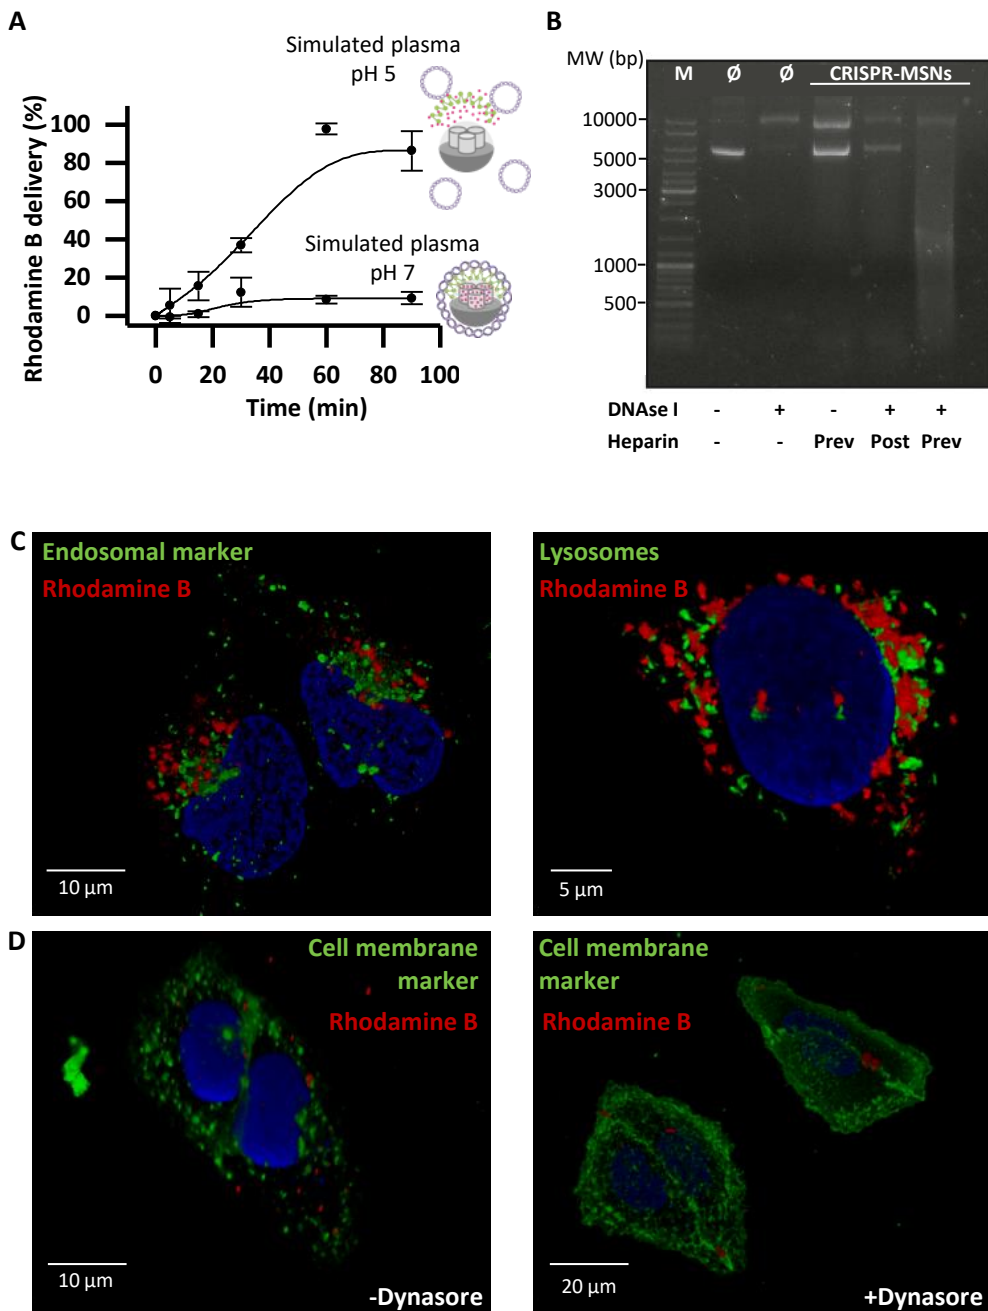 A
Simulated plasma
pH 5
Rhodamine B delivery (%)
100
80
60
40
20
0
Simulated plasma
pH 7
0 20 40 60 80 100
Time (min)
B
MW (bp)
M Ø Ø CRISPR-MSNs
10000
5000
3000
1000
500
DNAse I - + - + +
Heparin - - Prev Post Prev
C
Endosomal marker
Rhodamine B
10 µm
Lysosomes
Rhodamine B
5 µm
D
Cell membrane
marker
Rhodamine B
10 µm
-Dynasore
Cell membrane
marker
Rhodamine B
20 µm
+Dynasore